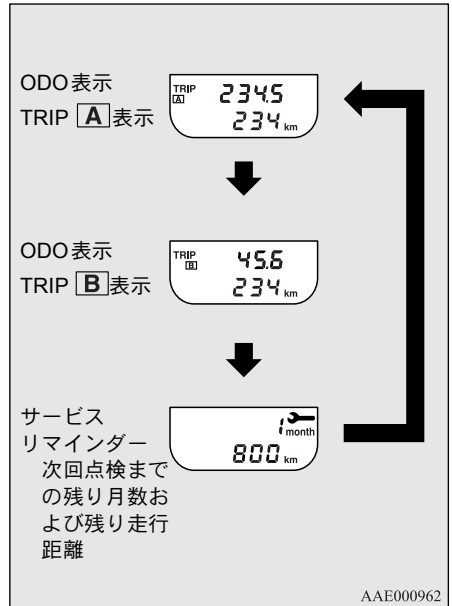 ODO表示
TRIP A 表示
TRIP A 234.5
234 km
ODO表示
TRIP B 表示
TRIP B 45.6
234 km
サービス
リマインダー
次回点検まで
の残り月数お
よび残り走行
距離
1 month
800 km
AAE000962